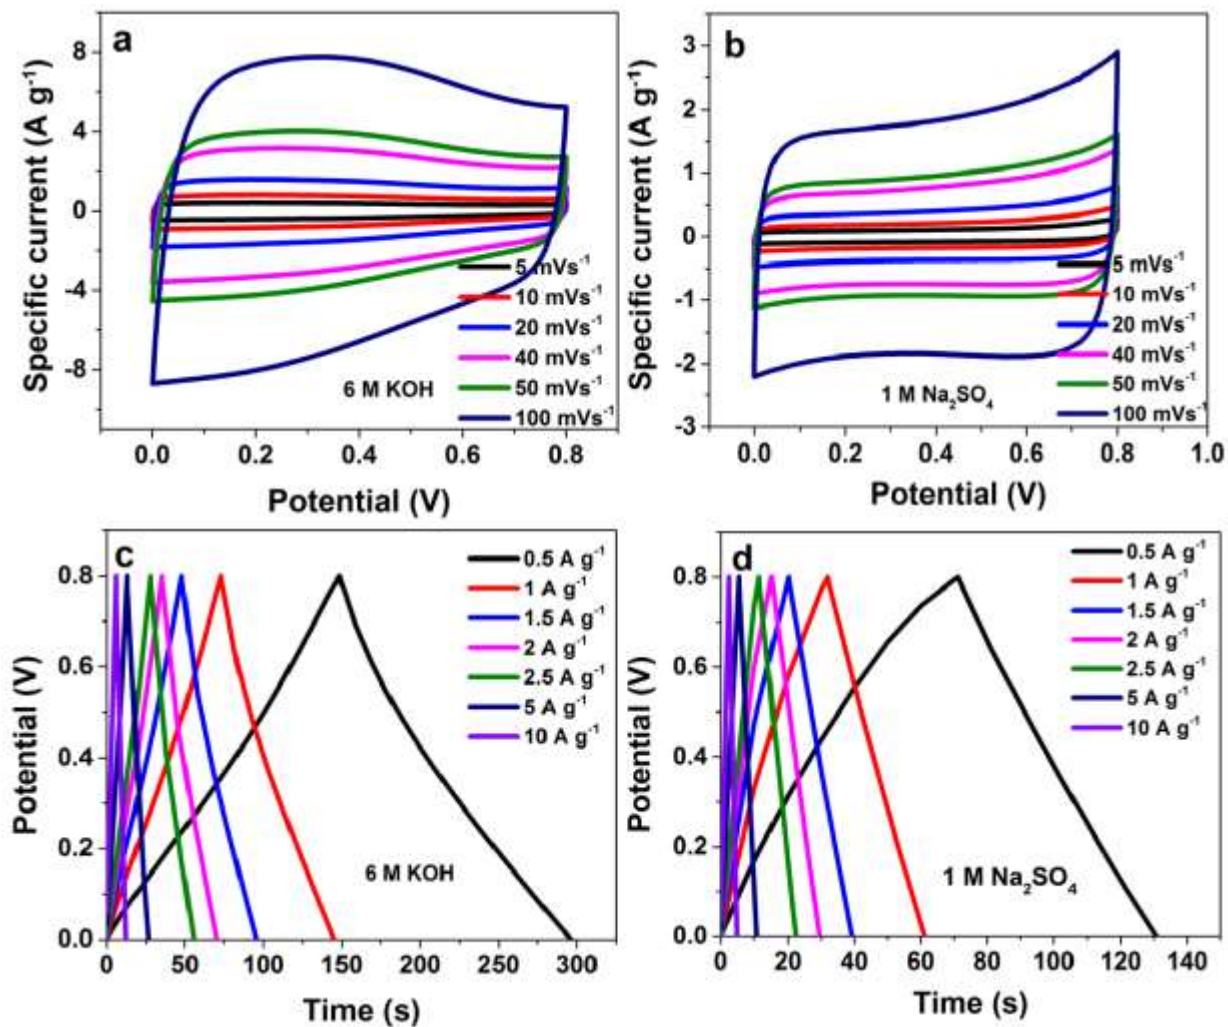 a
Specific current (A g⁻¹)
8
4
0
-4
-8
5 mVs⁻¹
10 mVs⁻¹
20 mVs⁻¹
40 mVs⁻¹
50 mVs⁻¹
100 mVs⁻¹
6 M KOH
0.0 0.2 0.4 0.6 0.8
Potential (V)
b
Specific current (A g⁻¹)
3
2
1
0
-1
-2
-3
5 mVs⁻¹
10 mVs⁻¹
20 mVs⁻¹
40 mVs⁻¹
50 mVs⁻¹
100 mVs⁻¹
1 M Na₂SO₄
0.0 0.2 0.4 0.6 0.8 1.0
Potential (V)
c
Potential (V)
0.8
0.6
0.4
0.2
0.0
0.5 A g⁻¹
1 A g⁻¹
1.5 A g⁻¹
2 A g⁻¹
2.5 A g⁻¹
5 A g⁻¹
10 A g⁻¹
6 M KOH
0 50 100 150 200 250 300
Time (s)
d
Potential (V)
0.8
0.6
0.4
0.2
0.0
0.5 A g⁻¹
1 A g⁻¹
1.5 A g⁻¹
2 A g⁻¹
2.5 A g⁻¹
5 A g⁻¹
10 A g⁻¹
1 M Na₂SO₄
0 20 40 60 80 100 120 140
Time (s)